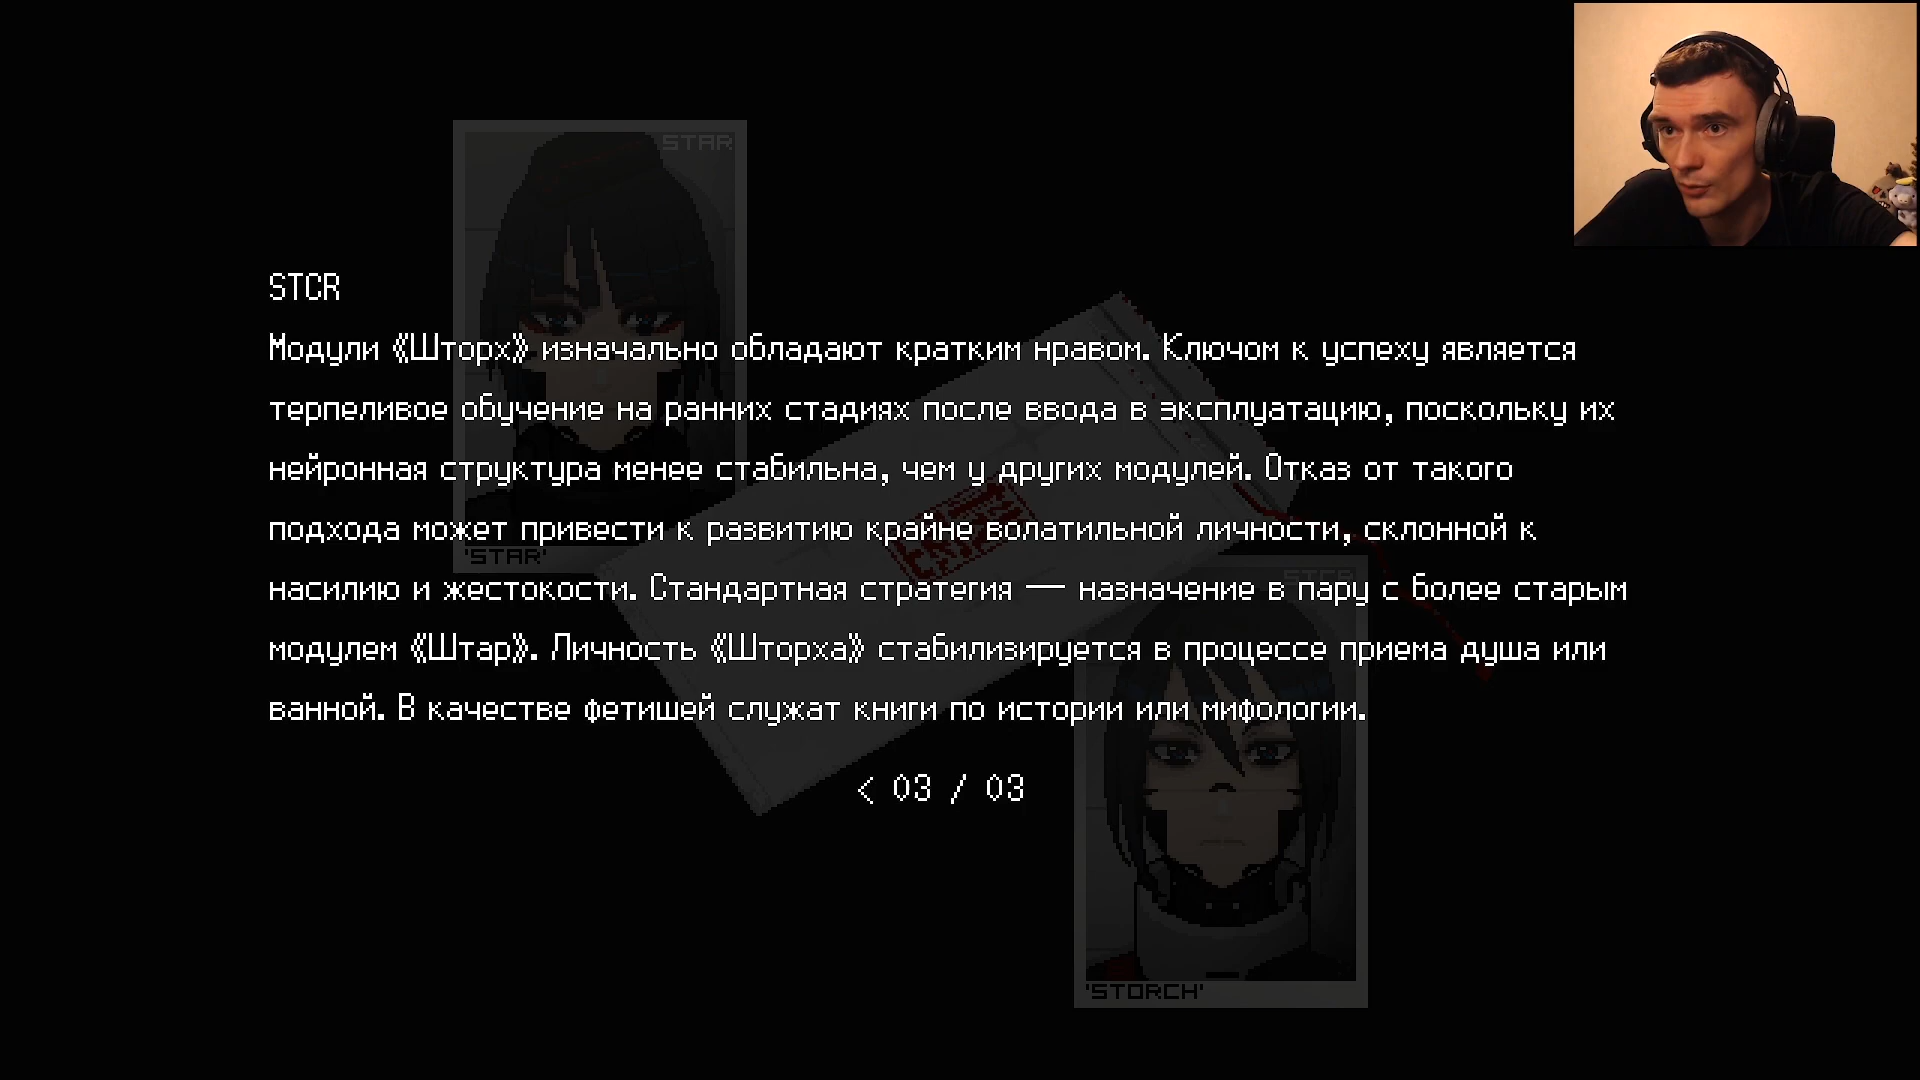 STAR
STCR
Модули 《Шторх》 изначально обладают кратким нравом. Ключом к успеху является
терпеливое обучение на ранних стадиях после ввода в эксплуатацию, поскольку их
нейронная структура менее стабильна, чем у других модулей. Отказ от такого
подхода может привести к развитию крайне волатильной личности, склонной к
'STAR'
STCR
насилию и жестокости. Стандартная стратегия — назначение в пару с более старым
модулем 《Штар》. Личность 《Шторха》 стабилизируется в процессе приема душа или
ванной. В качестве фетишей служат книги по истории или мифологии.
< 03 / 03
'STORCH'